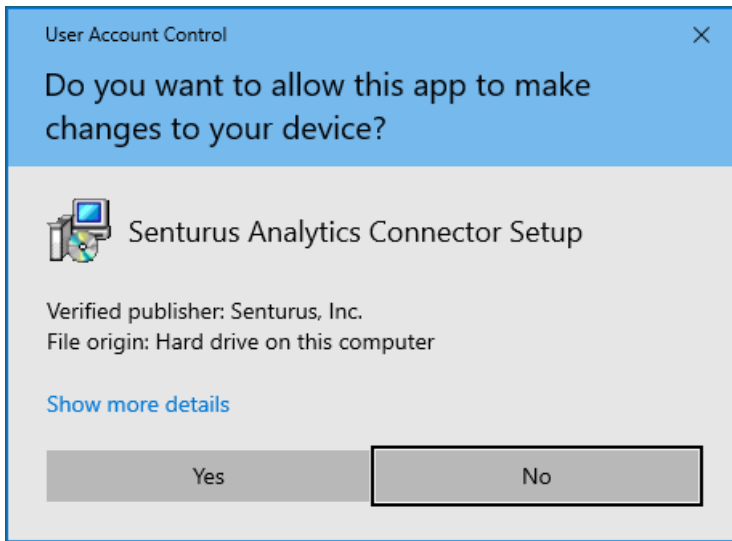 User Account Control
Do you want to allow this app to make
changes to your device?
Senturus Analytics Connector Setup
Verified publisher: Senturus, Inc.
File origin: Hard drive on this computer
Show more details
Yes
No